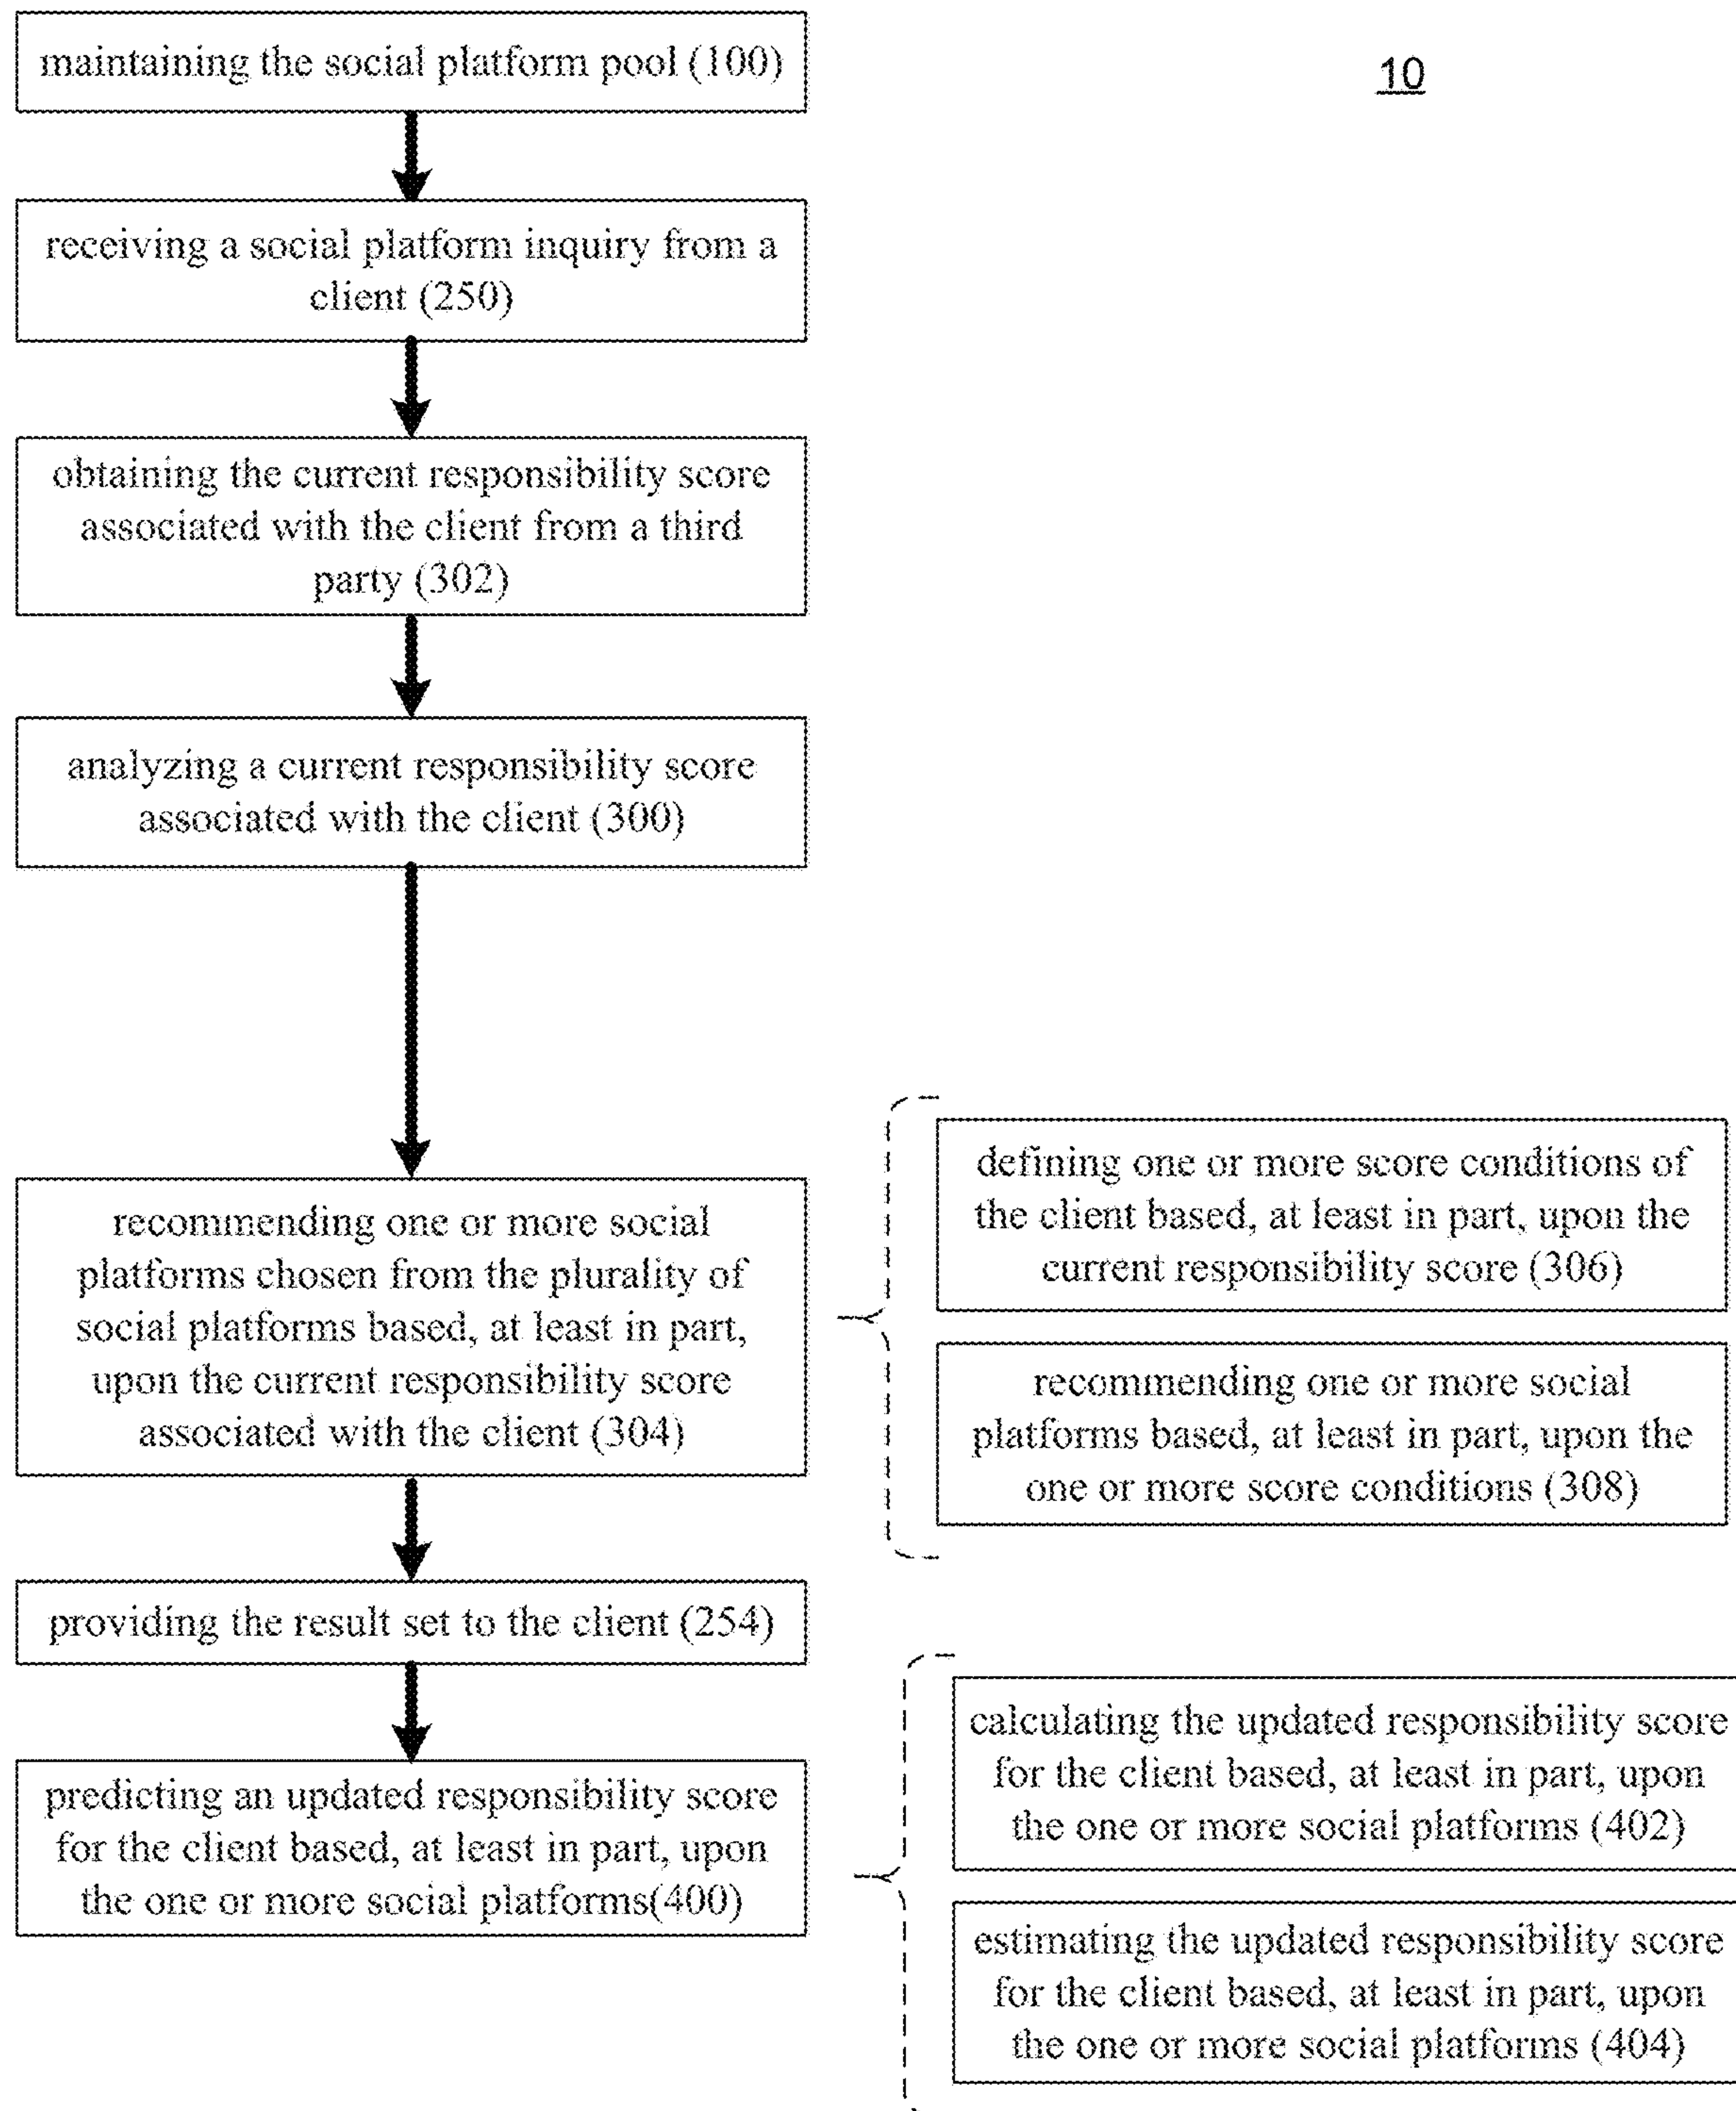 maintaining the social platform pool (100)
10
receiving a social platform inquiry from a
client (250)
obtaining the current responsibility score
associated with the client from a third
party (302)
analyzing a current responsibility score
associated with the client (300)
recommending one or more social
platforms chosen from the plurality of
social platforms based, at least in part,
upon the current responsibility score
associated with the client (304)
defining one or more score conditions of
the client based, at least in part, upon the
current responsibility score (306)
recommending one or more social
platforms based, at least in part, upon the
one or more score conditions (308)
providing the result set to the client (254)
predicting an updated responsibility score
for the client based, at least in part, upon
the one or more social platforms(400)
calculating the updated responsibility score
for the client based, at least in part, upon
the one or more social platforms (402)
estimating the updated responsibility score
for the client based, at least in part, upon
the one or more social platforms (404)